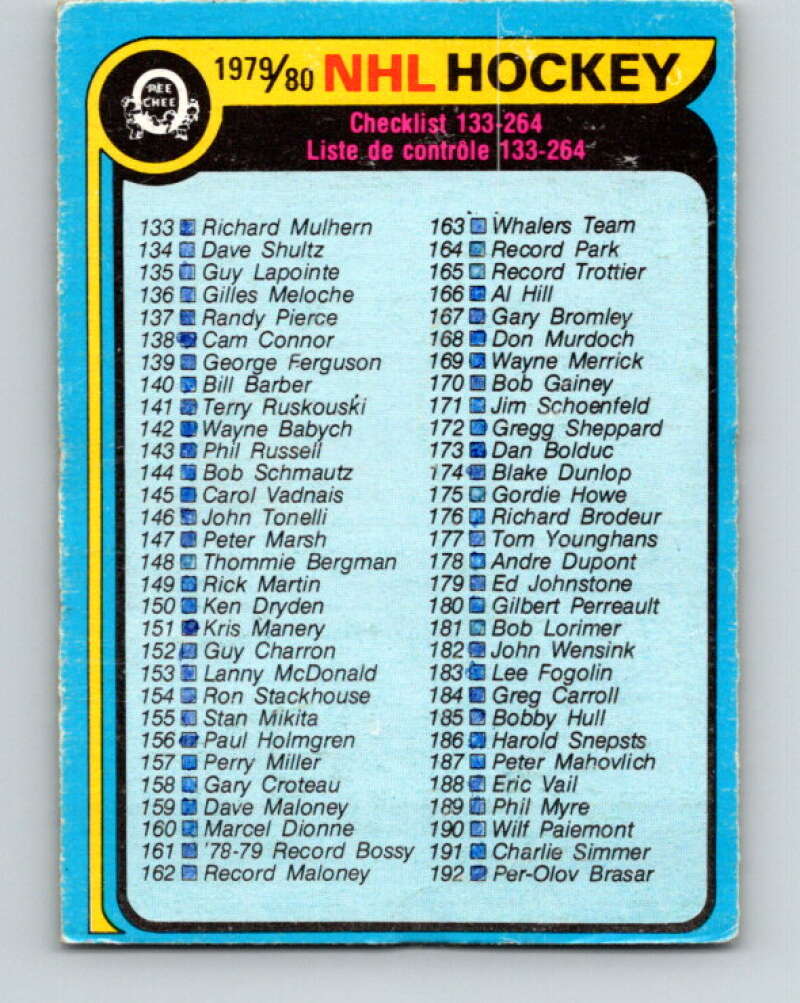 OPEE CHEE
1979/80 NHL HOCKEY
Checklist 133-264
Liste de contrôle 133-264
133 Richard Mulhern
134 Dave Shultz
135 Guy Lapointe
136 Gilles Meloche
137 Randy Pierce
138 Cam Connor
139 George Ferguson
140 Bill Barber
141 Terry Ruskouski
142 Wayne Babych
143 Phil Russell
144 Bob Schmautz
145 Carol Vadnais
146 John Tonelli
147 Peter Marsh
148 Thommie Bergman
149 Rick Martin
150 Ken Dryden
151 Kris Manery
152 Guy Charron
153 Lanny McDonald
154 Ron Stackhouse
155 Stan Mikita
156 Paul Holmgren
157 Perry Miller
158 Gary Croteau
159 Dave Maloney
160 Marcel Dionne
161 '78-79 Record Bossy
162 Record Maloney
163 Whalers Team
164 Record Park
165 Record Trottier
166 Al Hill
167 Gary Bromley
168 Don Murdoch
169 Wayne Merrick
170 Bob Gainey
171 Jim Schoenfeld
172 Gregg Sheppard
173 Dan Bolduc
174 Blake Dunlop
175 Gordie Howe
176 Richard Brodeur
177 Tom Younghans
178 Andre Dupont
179 Ed Johnstone
180 Gilbert Perreault
181 Bob Lorimer
182 John Wensink
183 Lee Fogolin
184 Greg Carroll
185 Bobby Hull
186 Harold Snepsts
187 Peter Mahovlich
188 Eric Vail
189 Phil Myre
190 Wilf Paiemont
191 Charlie Simmer
192 Per-Olov Brasar